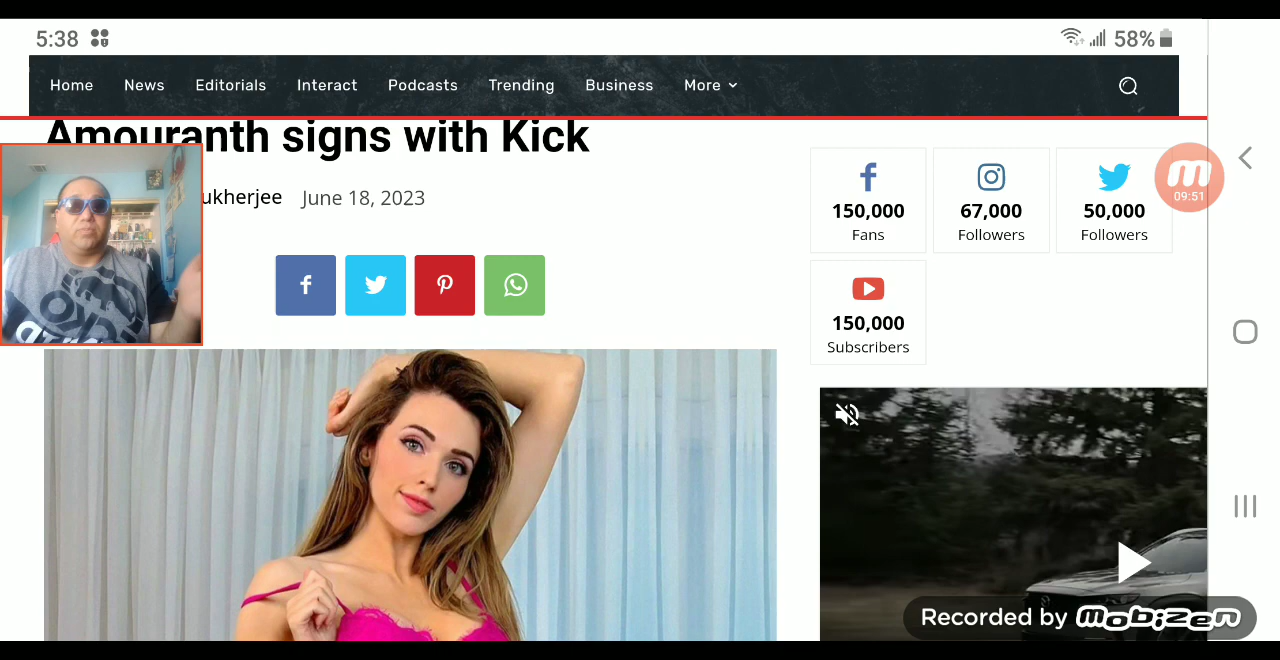 5:38
58%
Home News Editorials Interact Podcasts Trending Business More
Amouranth signs with Kick
ukherjee June 18, 2023
150,000
Fans
67,000
Followers
50,000
Followers
09:51
150,000
Subscribers
Recorded by mobizen